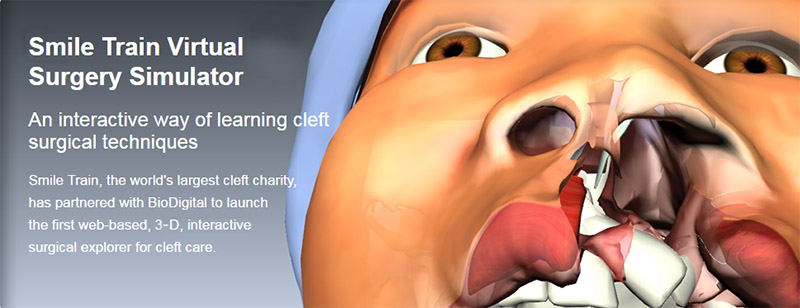 Smile Train Virtual
Surgery Simulator
An interactive way of learning cleft
surgical techniques
Smile Train, the world's largest cleft charity,
has partnered with BioDigital to launch
the first web-based, 3-D, interactive
surgical explorer for cleft care.